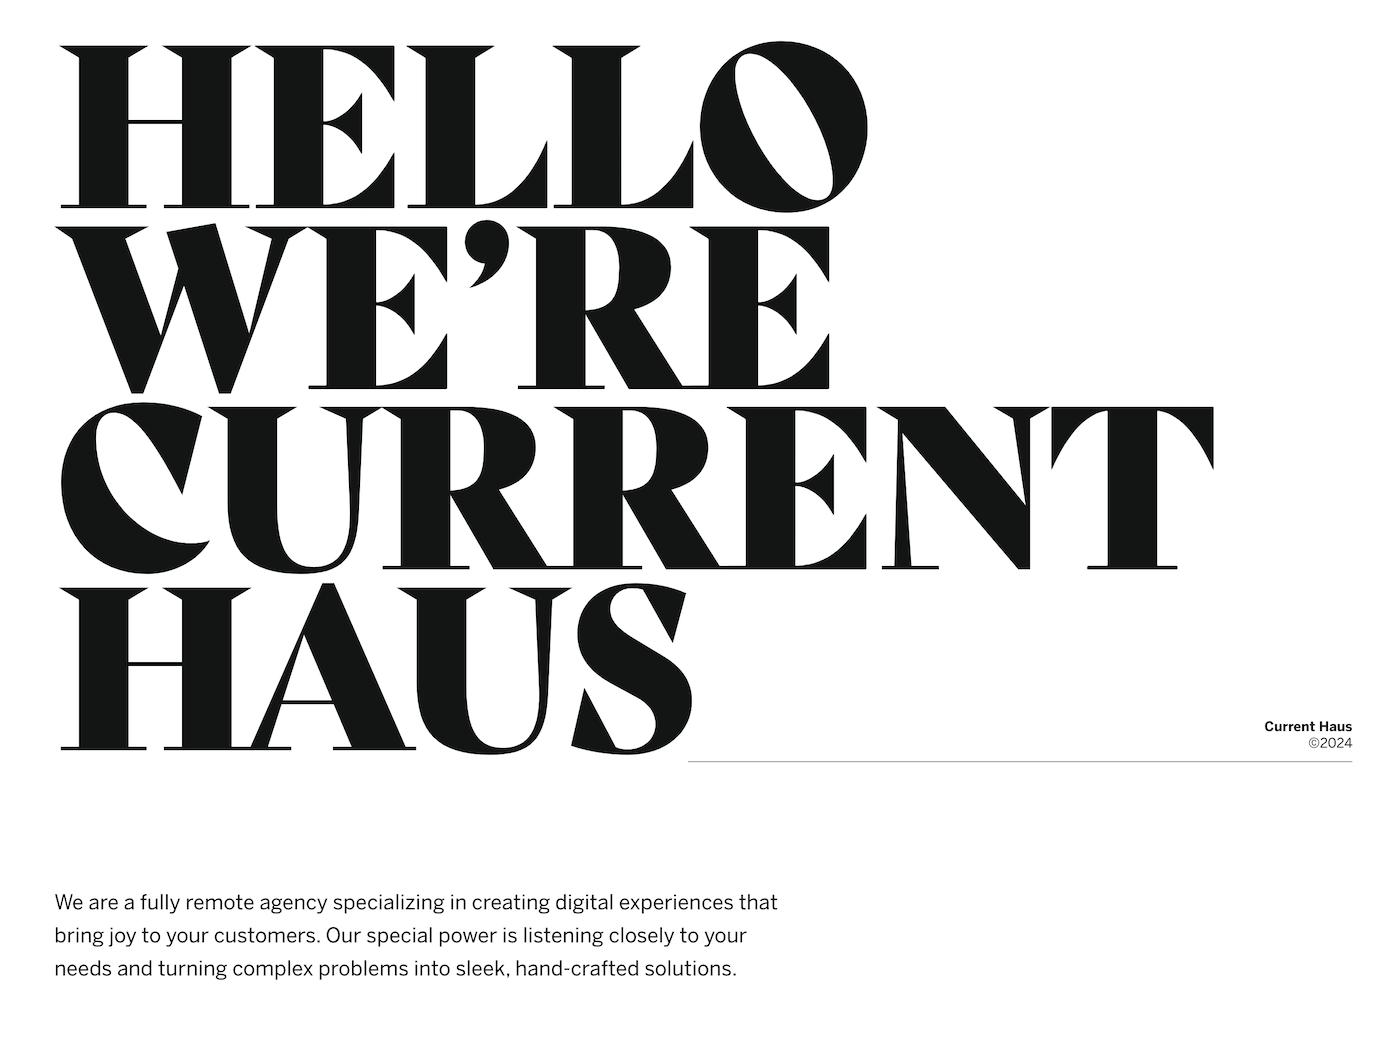 HELLO
WE’RE
CURRENT
HAUS
Current Haus
©2024
We are a fully remote agency specializing in creating digital experiences that
bring joy to your customers. Our special power is listening closely to your
needs and turning complex problems into sleek, hand-crafted solutions.